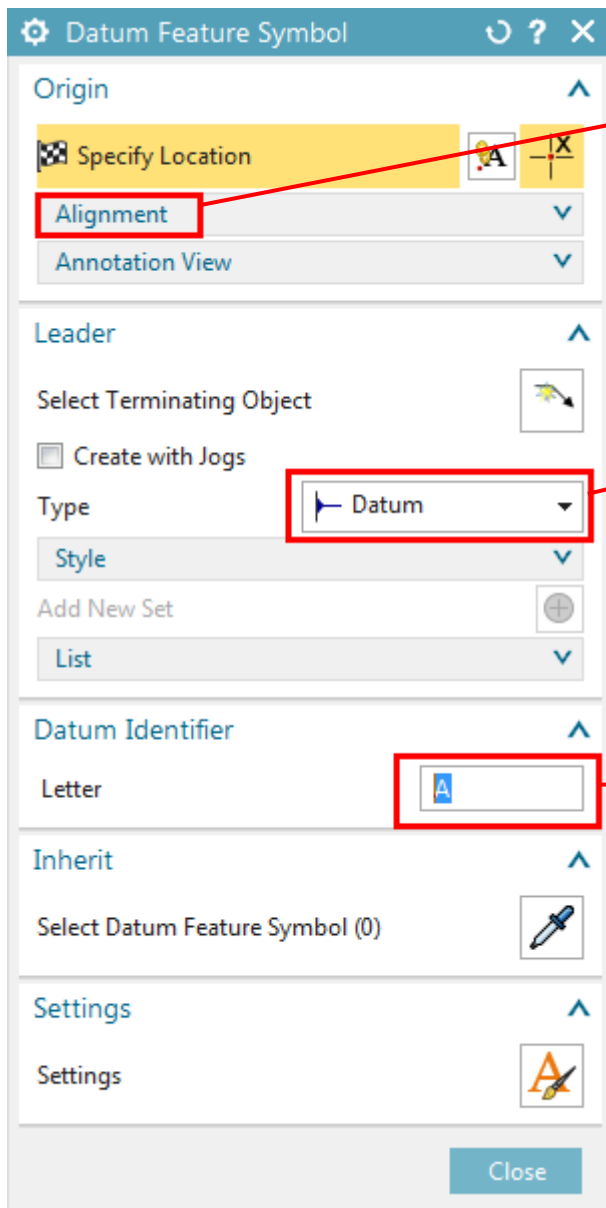 Datum Feature Symbol
Origin
Specify Location
Alignment
Annotation View
Leader
Select Terminating Object
Create with Jogs
Type Datum
Style
Add New Set
List
Datum Identifier
Letter A
Inherit
Select Datum Feature Symbol (0)
Settings
Settings
Close